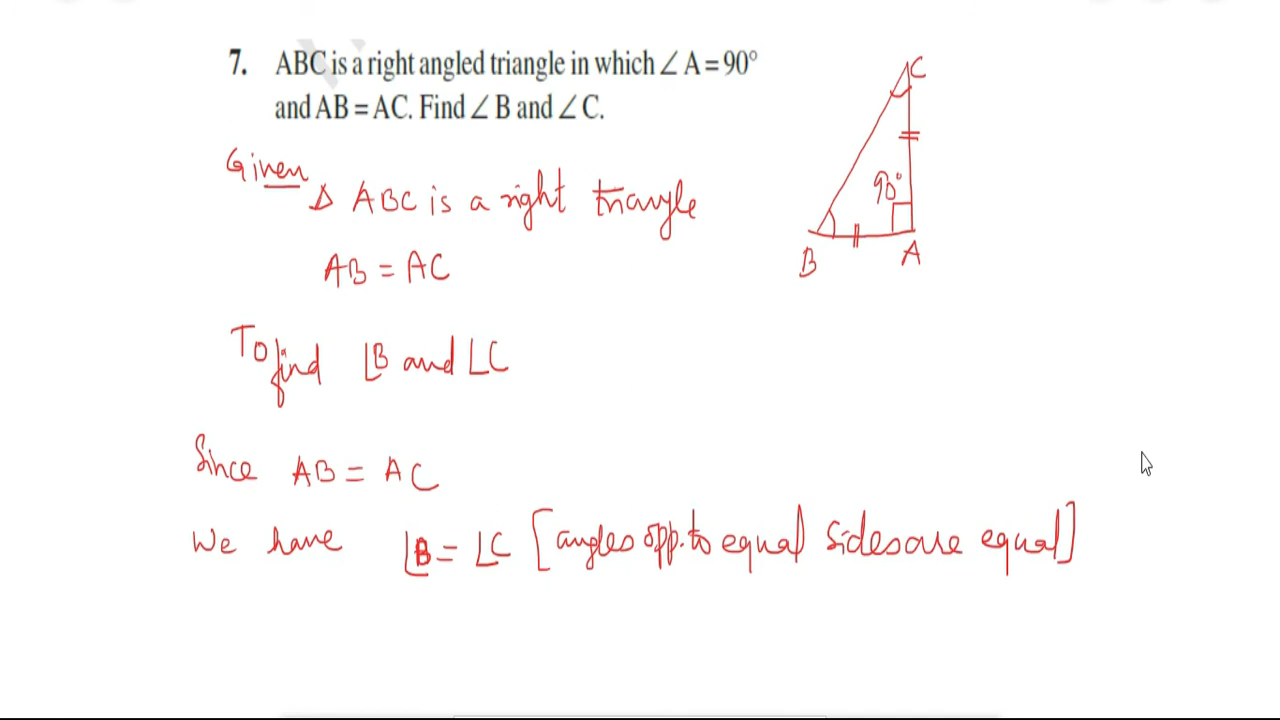 7. ABC is a right angled triangle in which ∠ A = 90°
and AB = AC. Find ∠ B and ∠ C.
Given
Δ ABC is a right triangle
AB = AC
To find ∠B and ∠C
Since AB = AC
We have ∠B = ∠C [angles opp. to equal sides are equal]
C
90°
B A